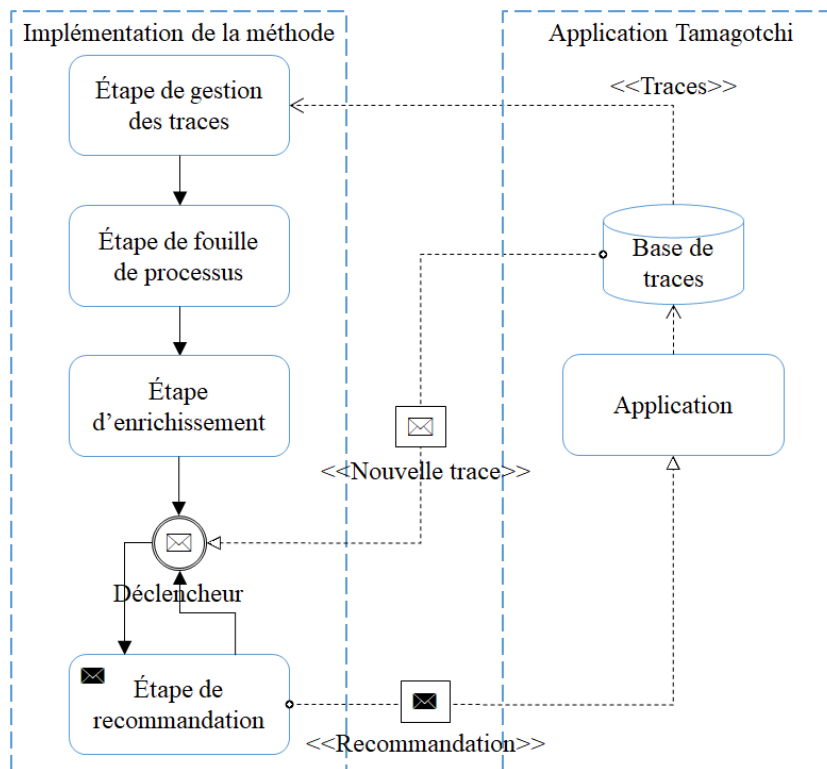 Implémentation de la méthode
Application Tamagotchi
Étape de gestion
des traces
<<Traces>>
Étape de fouille
de processus
Base de
traces
Étape
d’enrichissement
Application
<<Nouvelle trace>>
Déclencheur
Étape de
recommandation
<<Recommandation>>